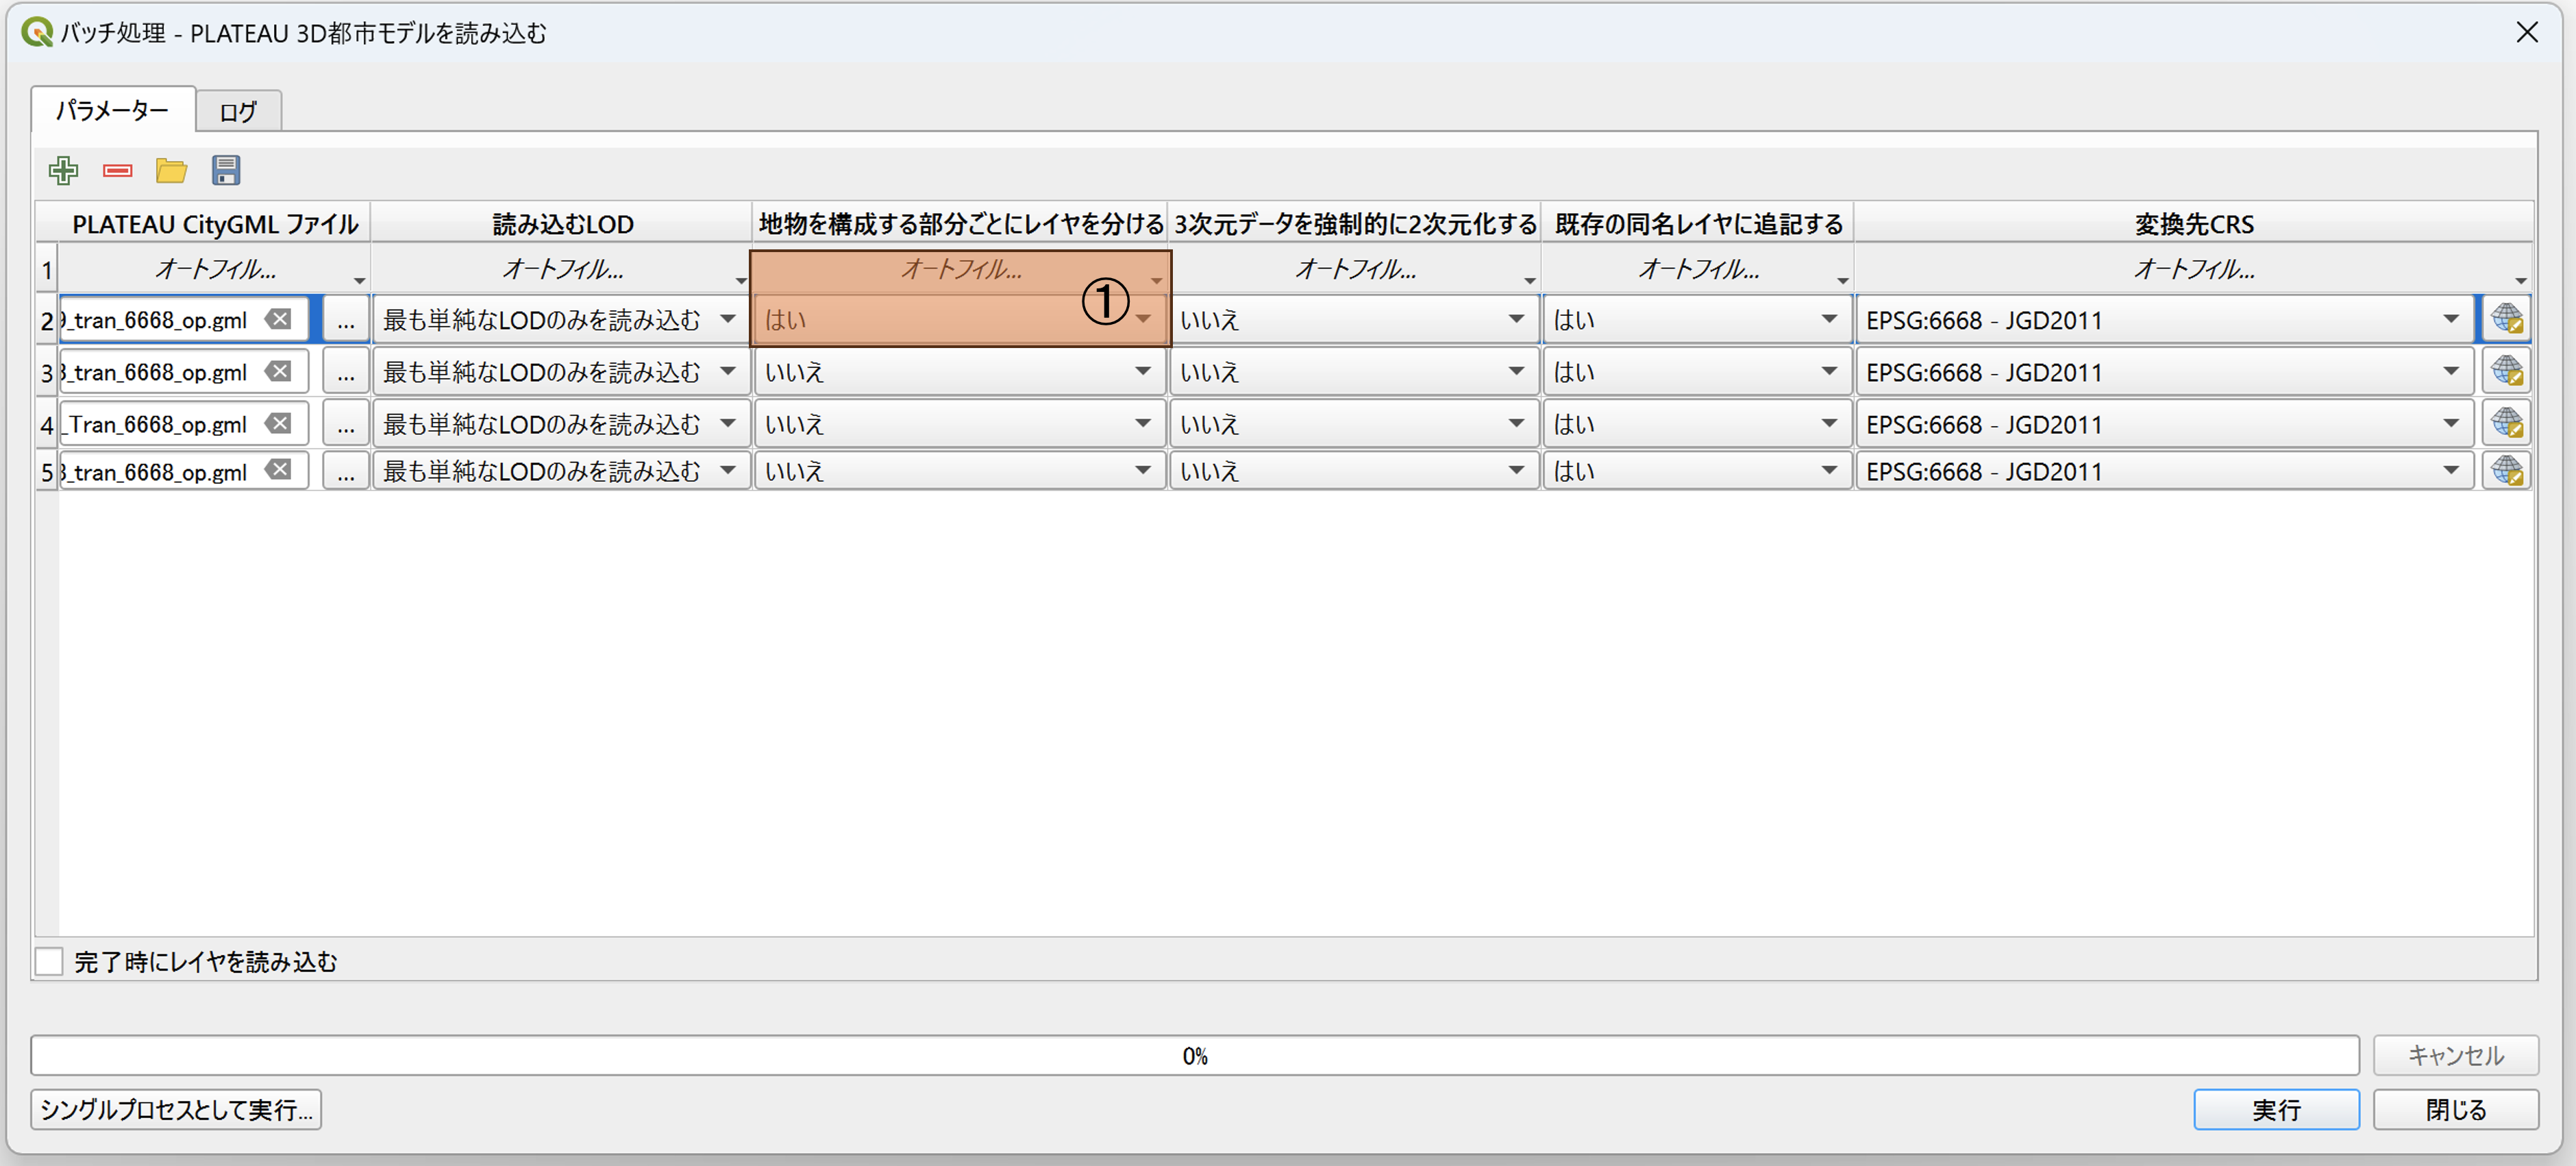 バッチ処理 - PLATEAU 3D都市モデルを読み込む
パラメーター ログ
PLATEAU CityGML ファイル 読み込むLOD 地物を構成する部分ごとにレイヤを分ける 3次元データを強制的に2次元化する 既存の同名レイヤに追記する 変換先CRS
1 オートフィル... オートフィル... オートフィル... オートフィル... オートフィル... オートフィル...
①
2 _tran_6668_op.gml ... 最も単純なLODのみを読み込む はい いいえ はい EPSG:6668 - JGD2011
3 _tran_6668_op.gml ... 最も単純なLODのみを読み込む いいえ いいえ はい EPSG:6668 - JGD2011
4 _Tran_6668_op.gml ... 最も単純なLODのみを読み込む いいえ いいえ はい EPSG:6668 - JGD2011
5 _tran_6668_op.gml ... 最も単純なLODのみを読み込む いいえ いいえ はい EPSG:6668 - JGD2011
完了時にレイヤを読み込む
0% キャンセル
シングルプロセスとして実行... 実行 閉じる